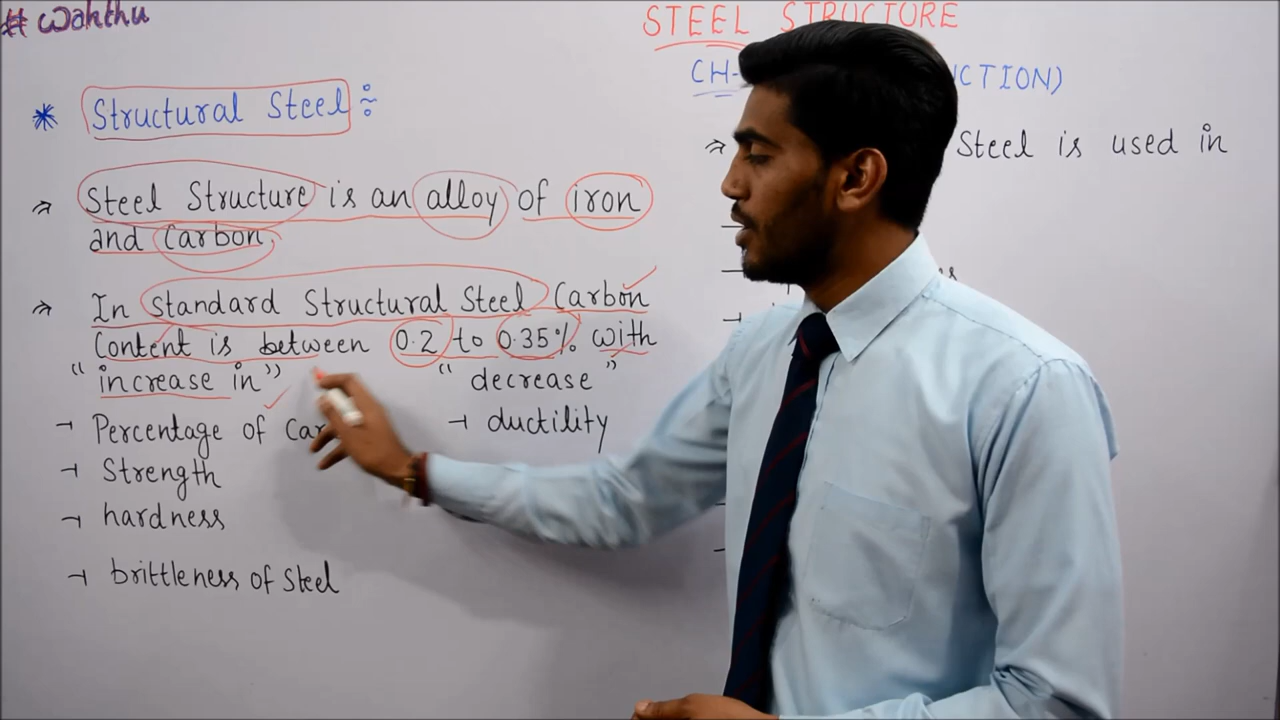 # Wakhu
STEEL STRUCTURE
CH-
CTION)
* Structural Steel :
Steel Structure is an alloy of iron
and Carbon.
In Standard Structural Steel Carbon
Content is between 0.2 to 0.35% with
" increase in " " decrease "
→ Percentage of Car
→ Strength
→ hardness
→ brittleness of Steel
→ ductility
Steel is used in